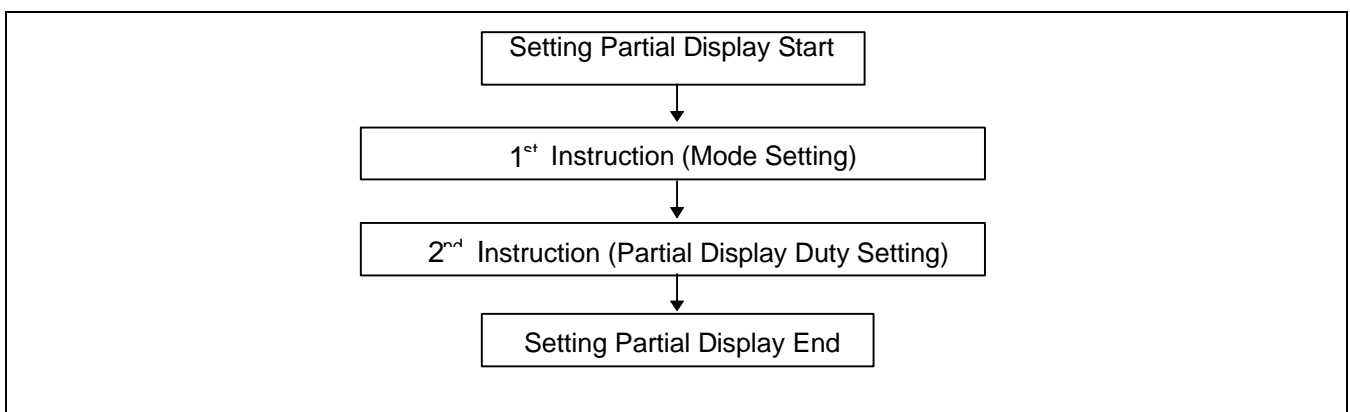 Setting Partial Display Start
1st Instruction (Mode Setting)
2nd Instruction (Partial Display Duty Setting)
Setting Partial Display End